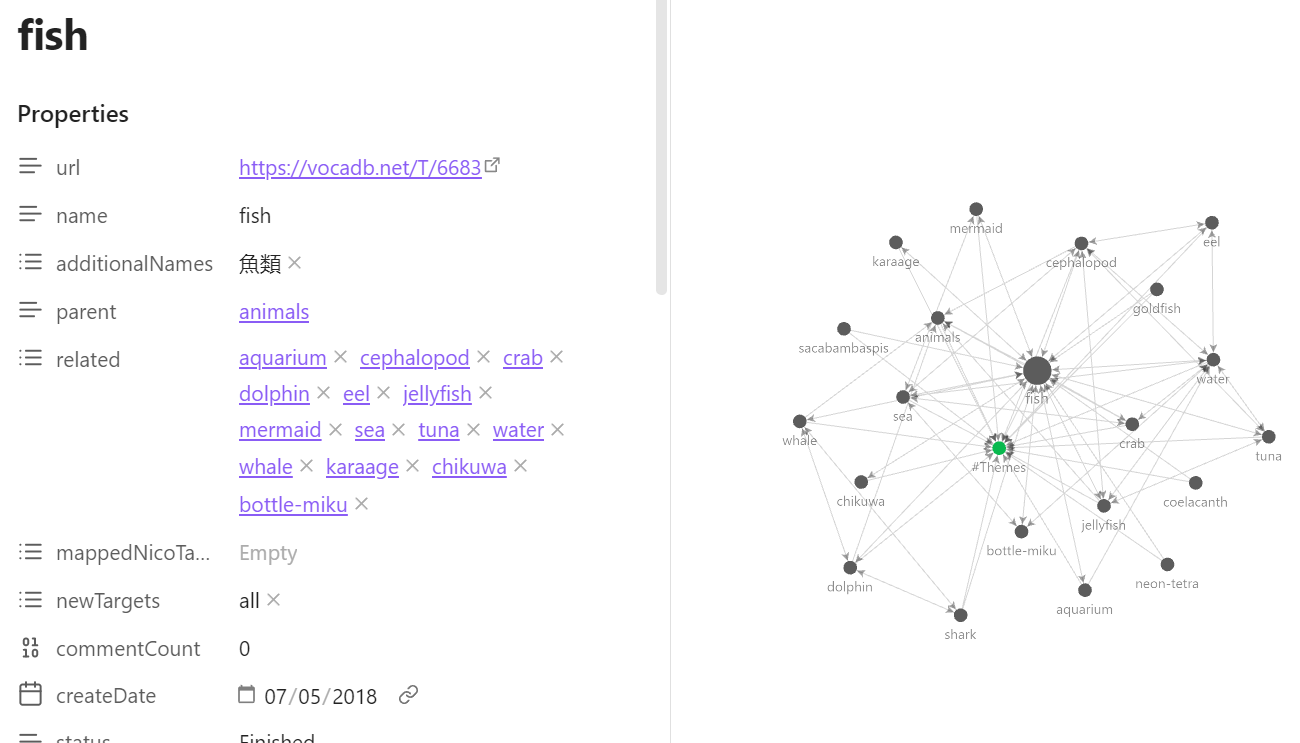 fish
Properties
url https://vocadb.net/T/6683
name fish
additionalNames 魚類
parent animals
related aquarium cephalopod crab
dolphin eel jellyfish
mermaid sea tuna water
whale karaage chikuwa
bottle-miku
mappedNicoTa... Empty
newTargets all
commentCount 0
createDate 07/05/2018
status Finished
mermaid
eel
karaage
cephalopod
goldfish
animals
sacabambaspis
water
fish
sea
whale
crab
tuna
#Themes
chikuwa
coelacanth
jellyfish
bottle-miku
dolphin
neon-tetra
aquarium
shark